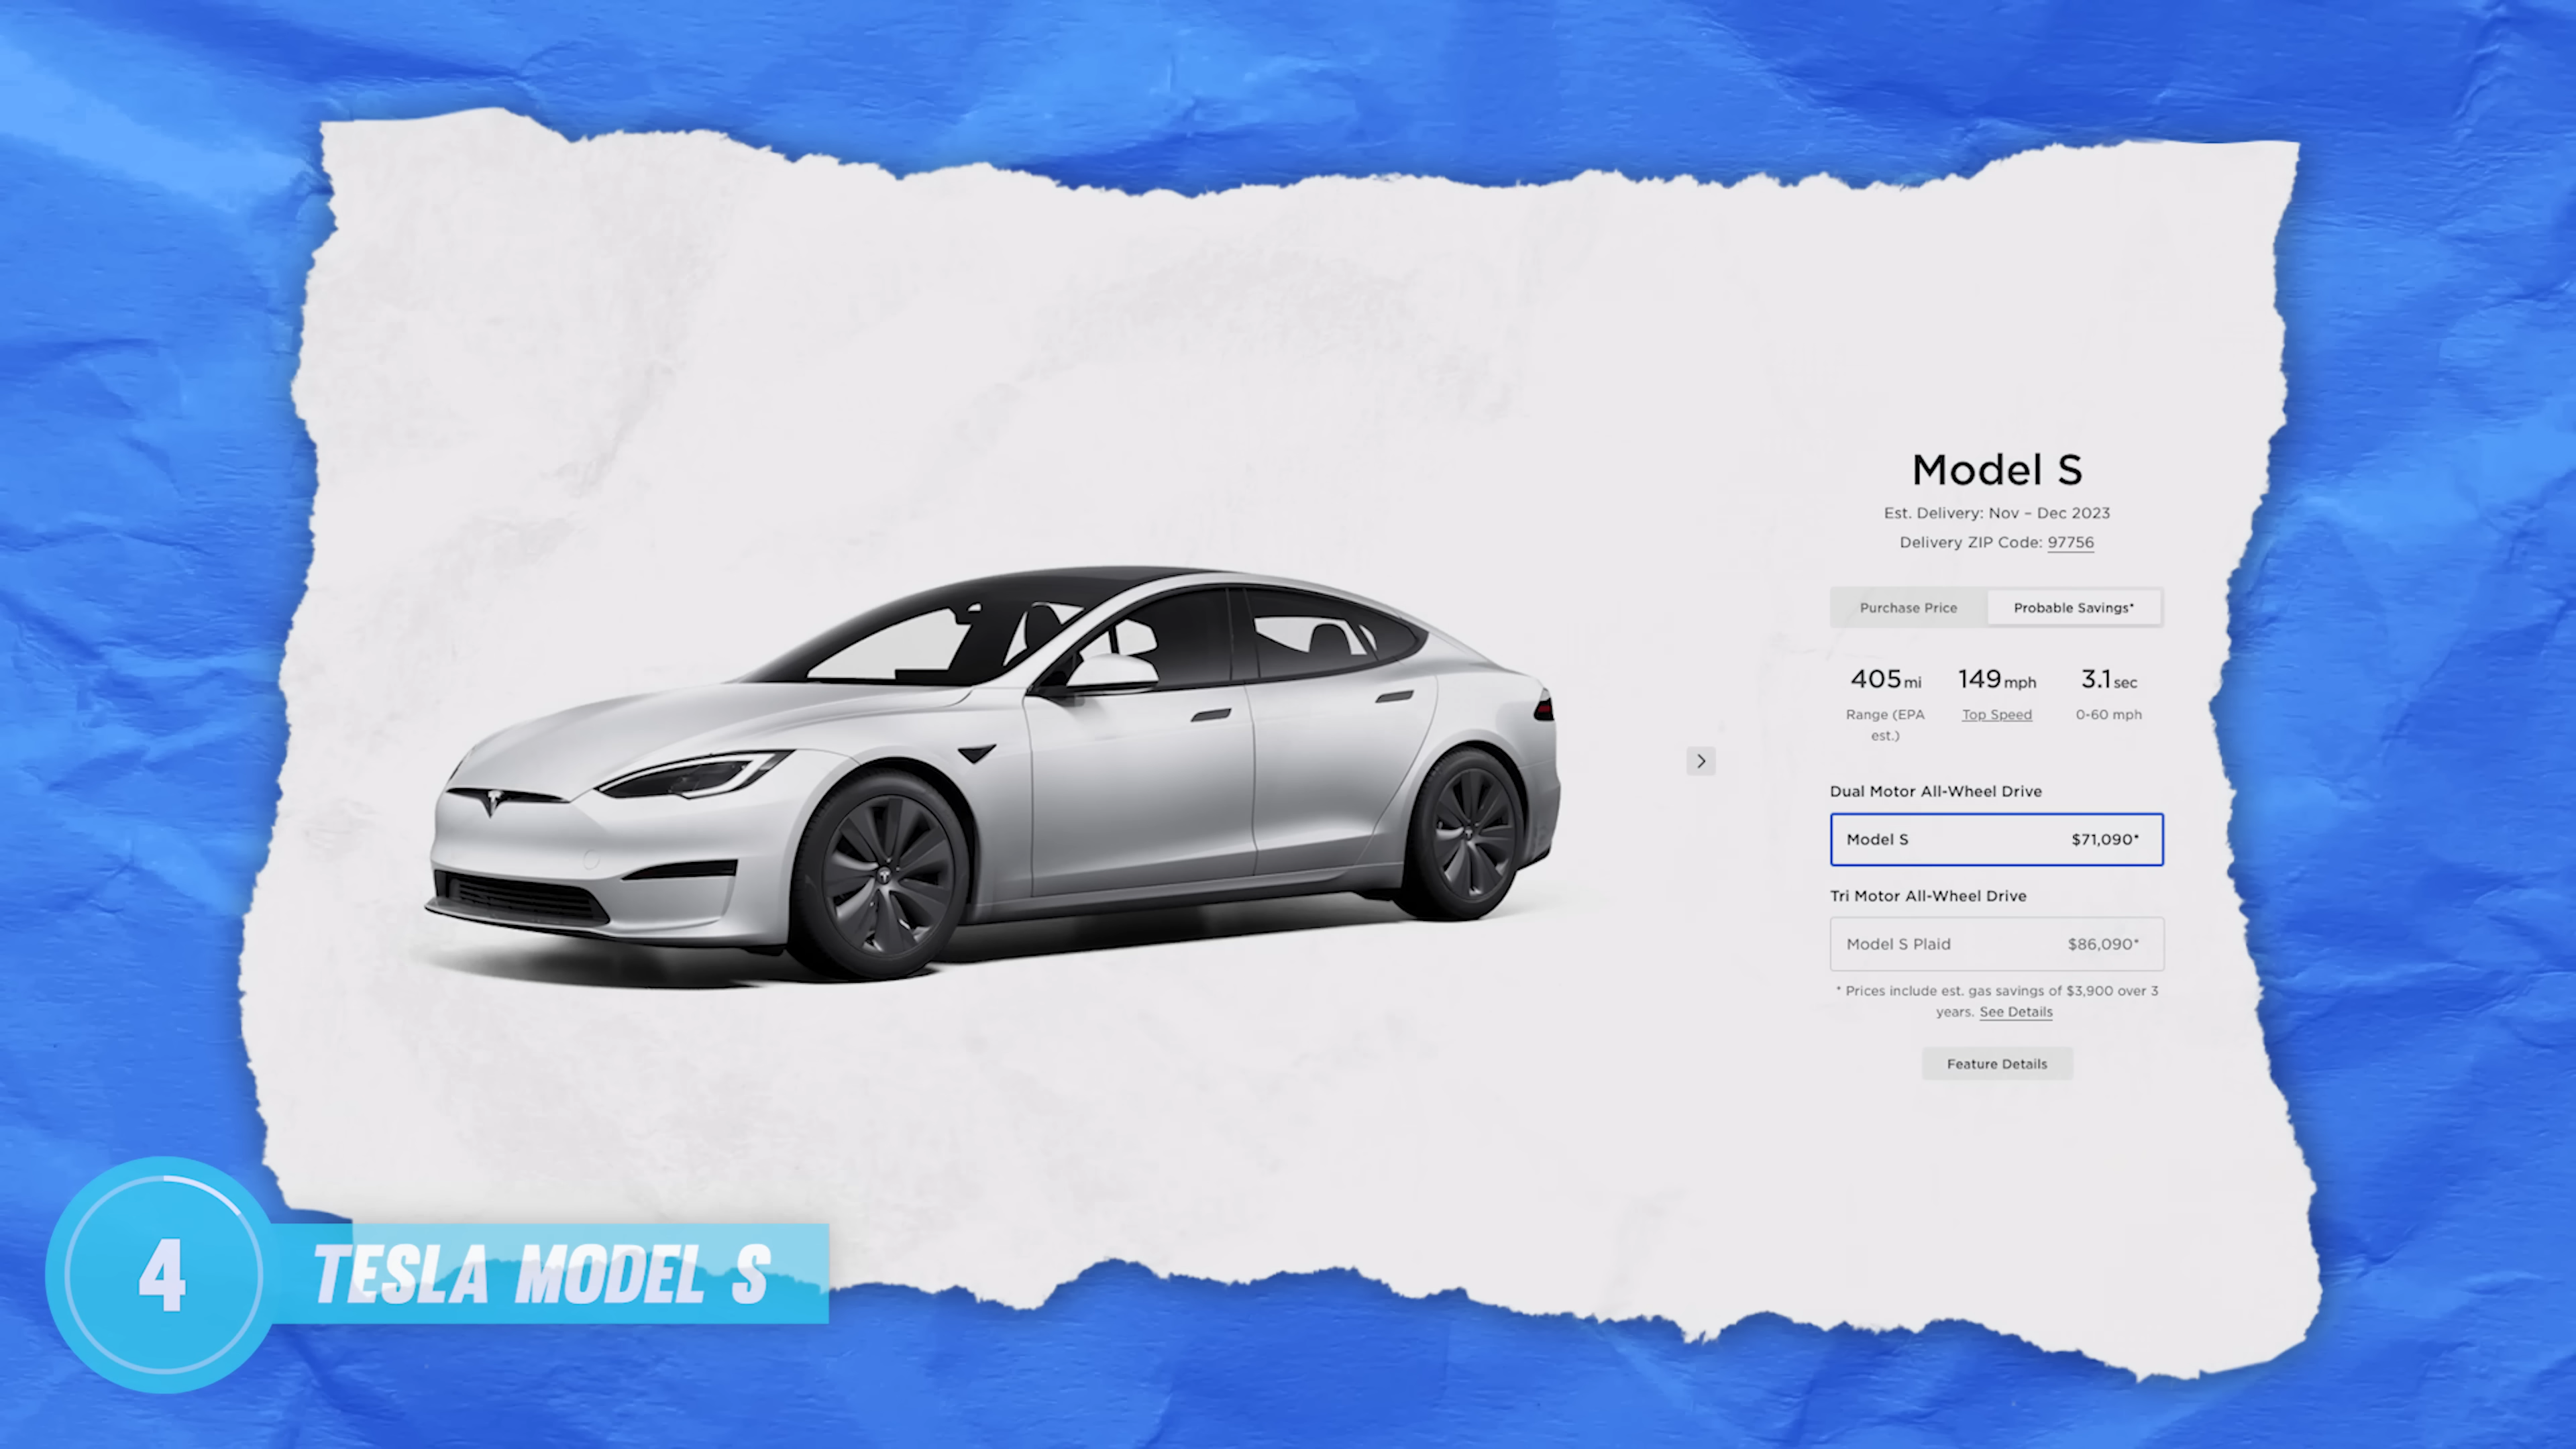 Model S
Est. Delivery: Nov – Dec 2023
Delivery ZIP Code: 97756
Purchase Price
Probable Savings*
405mi
149mph
3.1sec
Range (EPA est.)
Top Speed
0-60 mph
Dual Motor All-Wheel Drive
Model S $71,090*
Tri Motor All-Wheel Drive
Model S Plaid $86,090*
* Prices include est. gas savings of $3,900 over 3
years. See Details
Feature Details
4
TESLA MODEL S